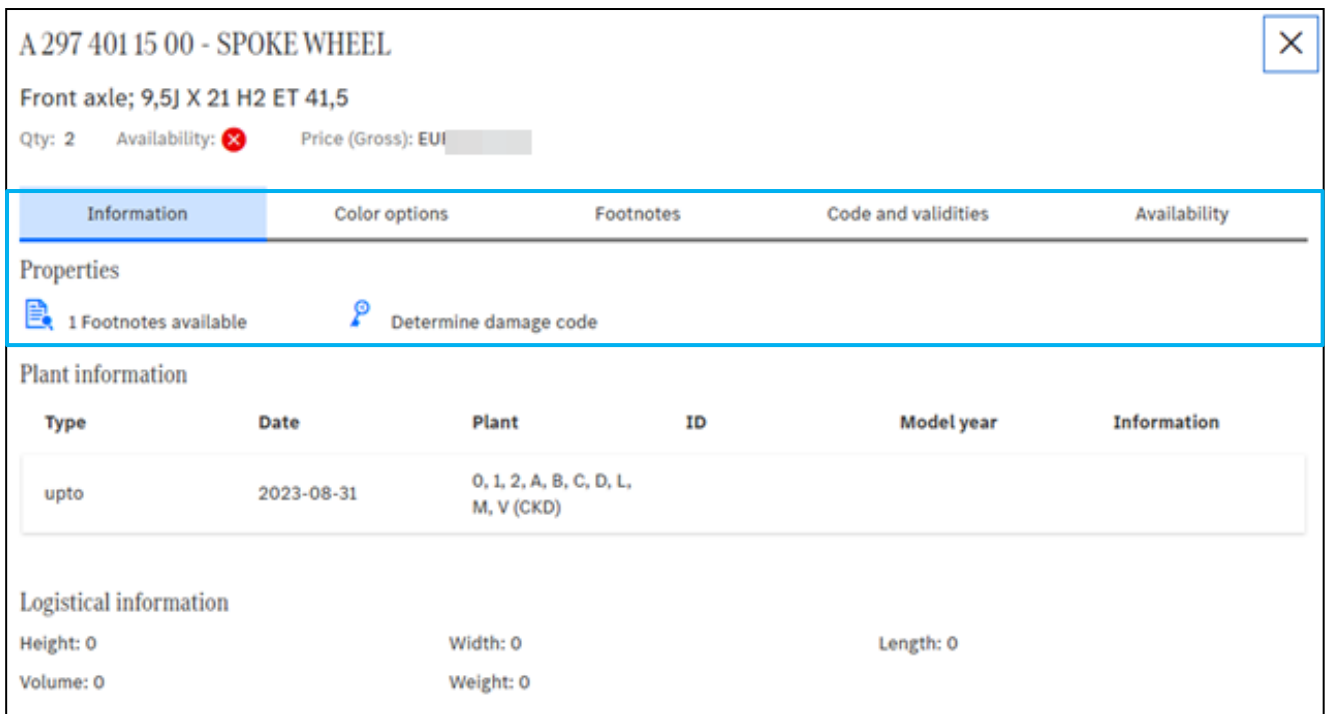 A 297 401 15 00 - SPOKE WHEEL
Front axle; 9,5J X 21 H2 ET 41,5
Qty: 2 Availability: Price (Gross): EUR
Information Color options Footnotes Code and validities Availability
Properties
1 Footnotes available Determine damage code
Plant information
Type Date Plant ID Model year Information
upto 2023-08-31 0, 1, 2, A, B, C, D, L,
M, V (CKD)
Logistical information
Height: 0 Width: 0 Length: 0
Volume: 0 Weight: 0